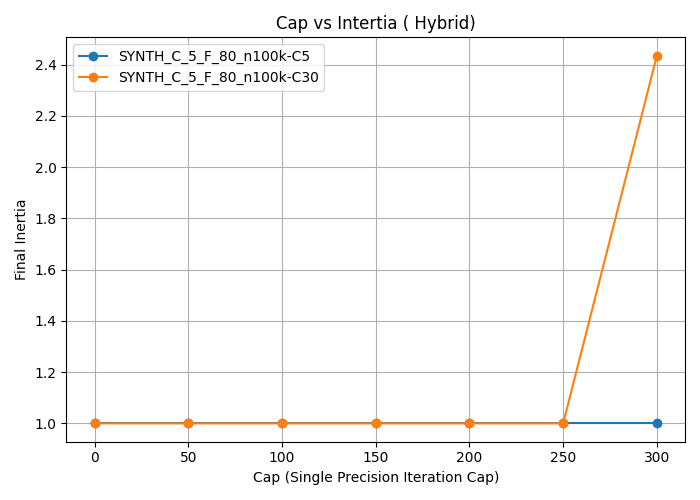 Cap vs Intertia ( Hybrid)
SYNTH_C_5_F_80_n100k-C5
SYNTH_C_5_F_80_n100k-C30
Final Inertia
2.4
2.2
2.0
1.8
1.6
1.4
1.2
1.0
0 50 100 150 200 250 300
Cap (Single Precision Iteration Cap)